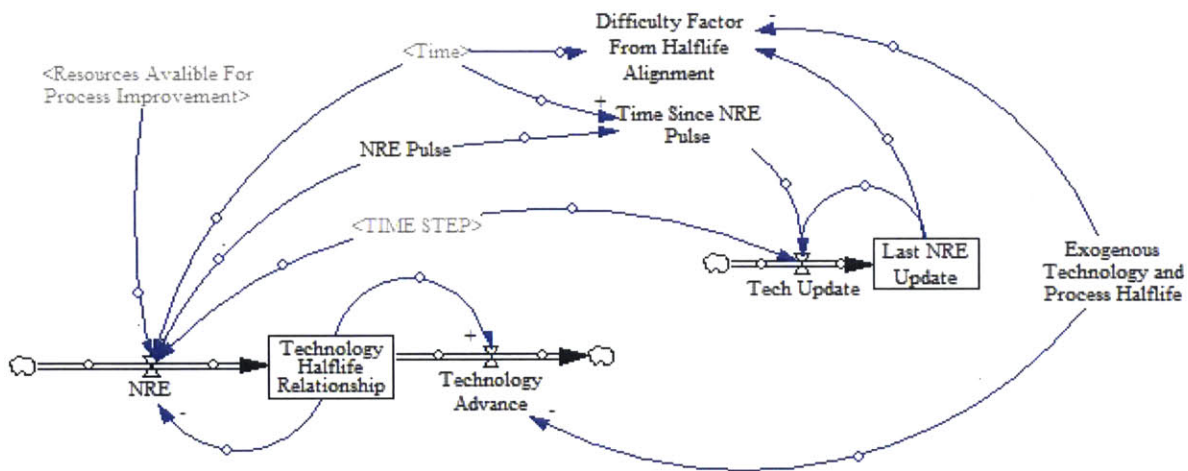 Difficulty Factor
From Halflife
Alignment
-
<Time>
<Resources Avalible For
Process Improvement>
+
Time Since NRE
Pulse
NRE Pulse
<TIME STEP>
Tech Update
Last NRE
Update
Exogenous
Technology and
Process Halflife
NRE
-
Technology
Halflife
Relationship
+
Technology
Advance
-